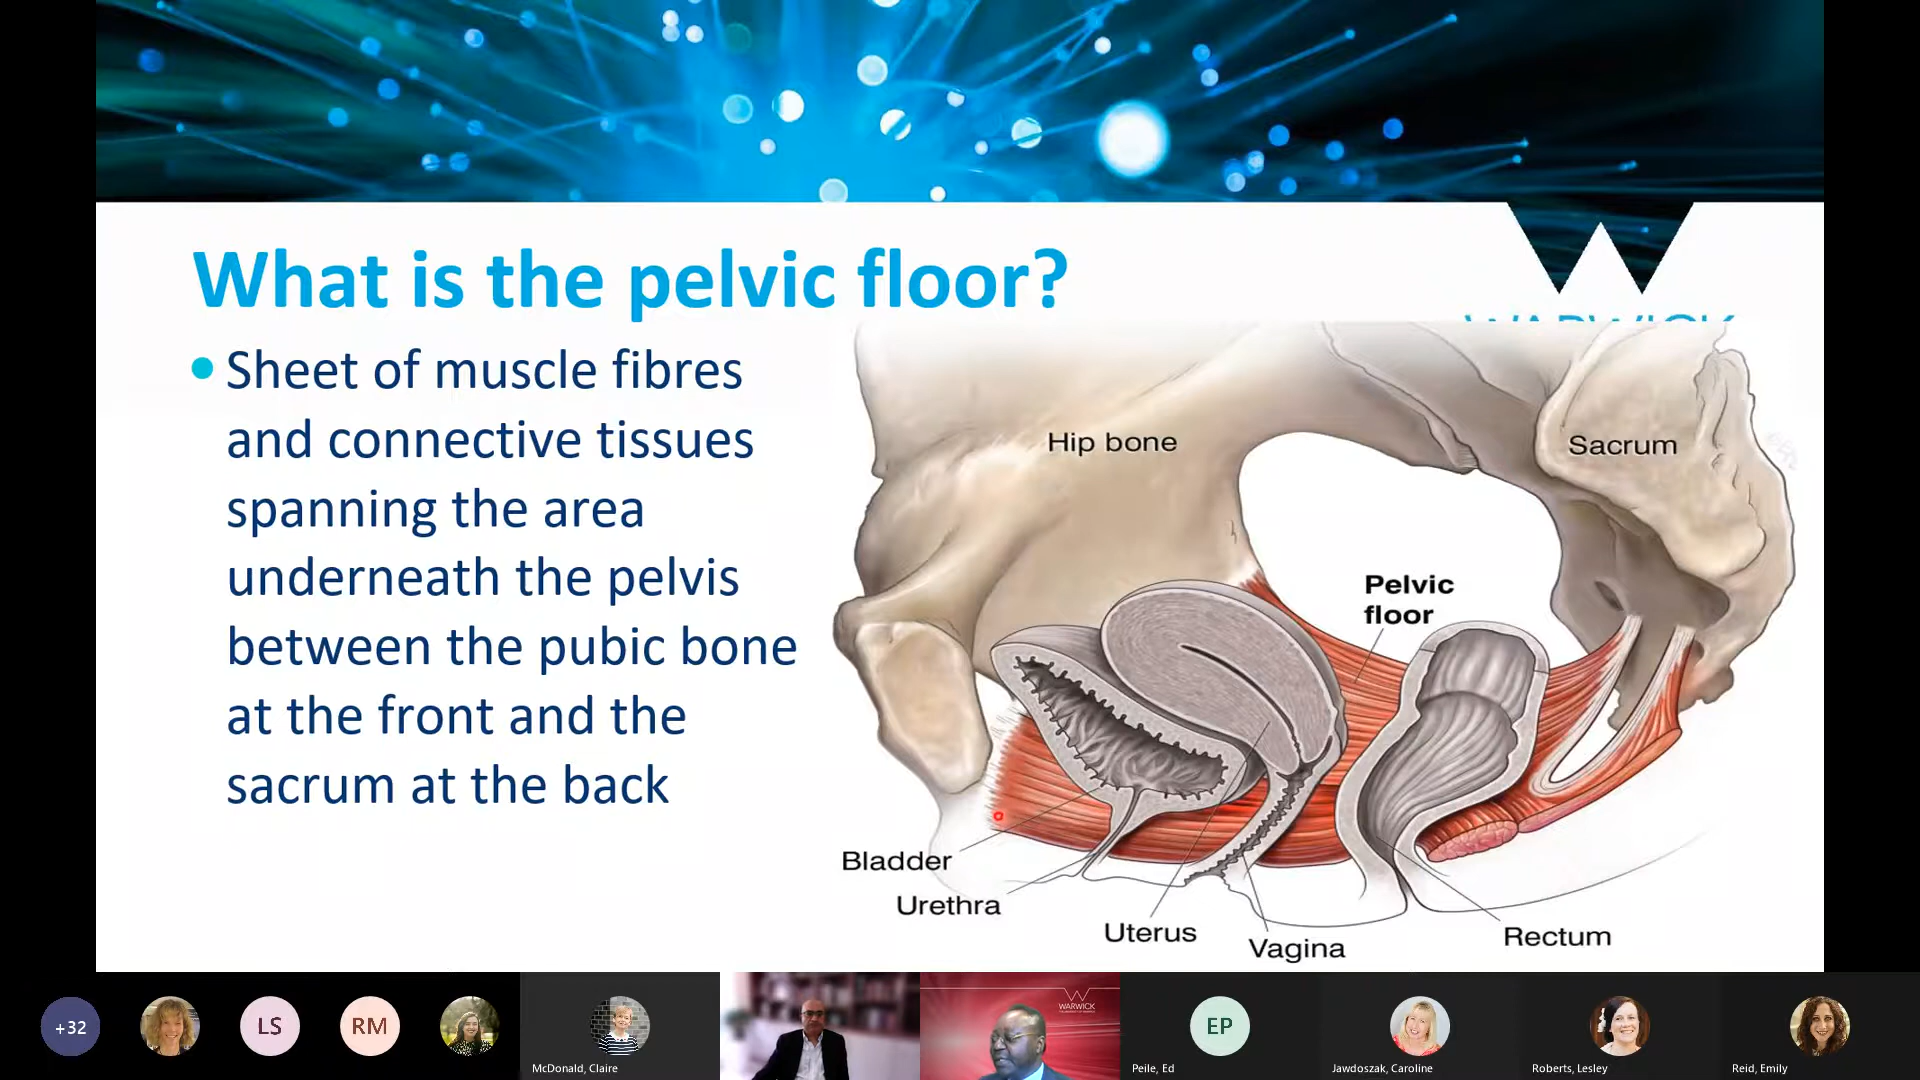 What is the pelvic floor?
WARWICK
• Sheet of muscle fibres
and connective tissues
spanning the area
underneath the pelvis
between the pubic bone
at the front and the
sacrum at the back
Hip bone
Sacrum
Pelvic
floor
Bladder
Urethra
Uterus
Vagina
Rectum
+32
LS
RM
McDonald, Claire
WARWICK
EP
Peile, Ed
Jawdoszak, Caroline
Roberts, Lesley
Reid, Emily